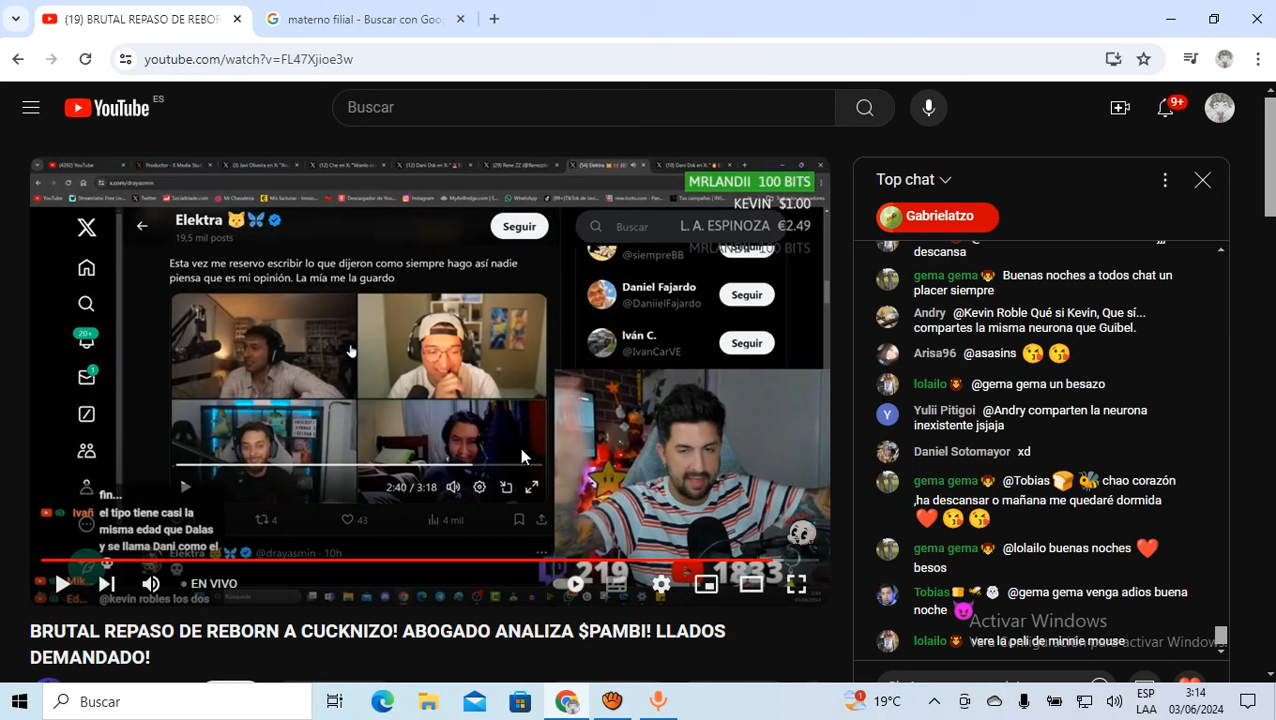 (19) BRUTAL REPASO DE REBOR
materno filial - Buscar con Goo
youtube.com/watch?v=FL47Xjioe3w
YouTube ES
Buscar
9+
x.com/drayasmin
MRLANDII 100 BITS
KEVIN $1.00
L. A. ESPINOZA €2.49
MRLANDII 100 BITS
Elektra
19,5 mil posts
Seguir
Buscar
Esta vez me reservo escribir lo que dijeron como siempre hago así nadie
piensa que es mi opinión. La mía me la guardo
@siempreBB
Seguir
Daniel Fajardo
@DaniielFajardo
Seguir
Iván C.
@IvanCarVE
Seguir
20+
1
2:40 / 3:18
4
43
4 mil
Elektra @drayasmin · 10h
fin...
Ivañ
el tipo tiene casi la
misma edad que Dalas
y se llama Dani como el
@kevin robles los dos
219
1833
EN VIVO
BRUTAL REPASO DE REBORN A CUCKNIZO! ABOGADO ANALIZA $PAMBI! LLADOS
DEMANDADO!
Top chat
Gabrielatzo
descansa
gema gema Buenas noches a todos chat un
placer siempre
Andry @Kevin Roble Qué si Kevin, Que sí...
compartes la misma neurona que Guibel.
Arisa96 @asasins
lolailo @gema gema un besazo
Yulii Pitigoi @Andry comparten la neurona
inexistente jsjaja
Daniel Sotomayor xd
gema gema @Tobias chao corazón
,ha descansar o mañana me quedaré dormida
gema gema @lolailo buenas noches
besos
Tobias @gema gema venga adios buena
noche
lolailo vere la peli de minnie mouse
Activar Windows
Buscar
19°C
ESP
LAA
3:14
03/06/2024